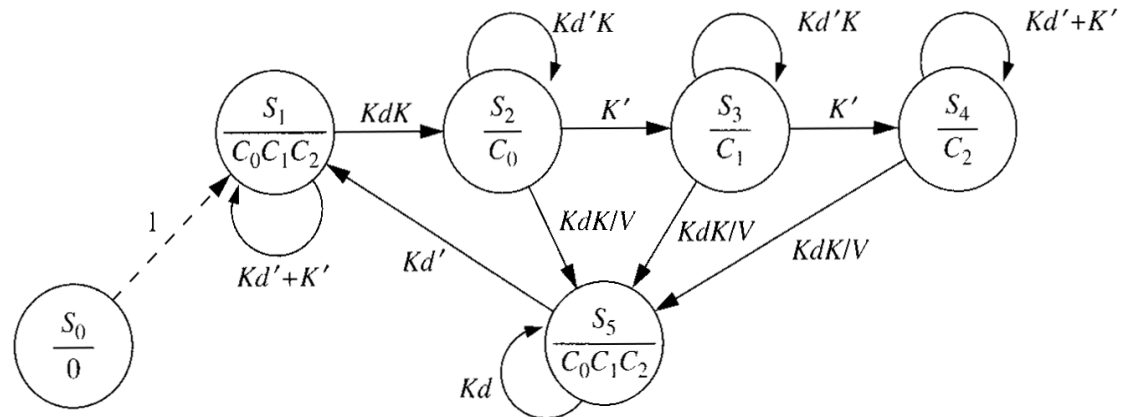 Kd′K
Kd′K
Kd′+K′
S₁
C₀C₁C₂
KdK
S₂
C₀
K′
S₃
C₁
K′
S₄
C₂
1
Kd′+K′
Kd′
KdK/V
KdK/V
KdK/V
S₀
0
S₅
C₀C₁C₂
Kd